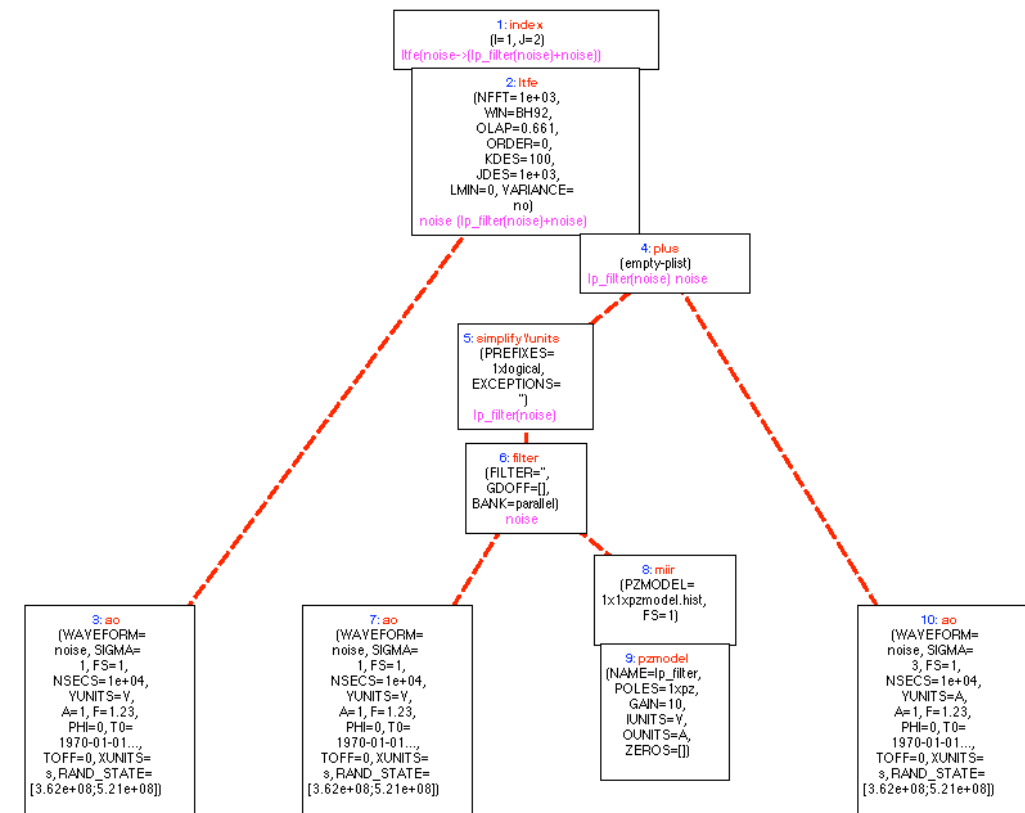 1: index
(I=1, J=2)
ltfe(noise->(lp_filter(noise)+noise))
2: ltfe
(NFFT=1e+03,
WIN=BH92,
OLAP=0.661,
ORDER=0,
KDES=100,
JDES=1e+03,
LMIN=0, VARIANCE=
no)
noise (lp_filter(noise)+noise)
4: plus
(empty-plist)
lp_filter(noise) noise
5: simplifyYunits
(PREFIXES=
1xlogical,
EXCEPTIONS=
'')
lp_filter(noise)
6: filter
(FILTER='',
GDOFF=[],
BANK=parallel)
noise
8: miir
(PZMODEL=
1x1xpzmodel.hist,
FS=1)
3: ao
(WAVEFORM=
noise, SIGMA=
1, FS=1,
NSECS=1e+04,
YUNITS=V,
A=1, F=1.23,
PHI=0, T0=
1970-01-01...,
TOFF=0, XUNITS=
s, RAND_STATE=
[3.62e+08;5.21e+08])
7: ao
(WAVEFORM=
noise, SIGMA=
1, FS=1,
NSECS=1e+04,
YUNITS=V,
A=1, F=1.23,
PHI=0, T0=
1970-01-01...,
TOFF=0, XUNITS=
s, RAND_STATE=
[3.62e+08;5.21e+08])
9: pzmodel
(NAME=lp_filter,
POLES=1xpz,
GAIN=10,
IUNITS=V,
OUNITS=A,
ZEROS=[])
10: ao
(WAVEFORM=
noise, SIGMA=
3, FS=1,
NSECS=1e+04,
YUNITS=A,
A=1, F=1.23,
PHI=0, T0=
1970-01-01...,
TOFF=0, XUNITS=
s, RAND_STATE=
[3.62e+08;5.21e+08])